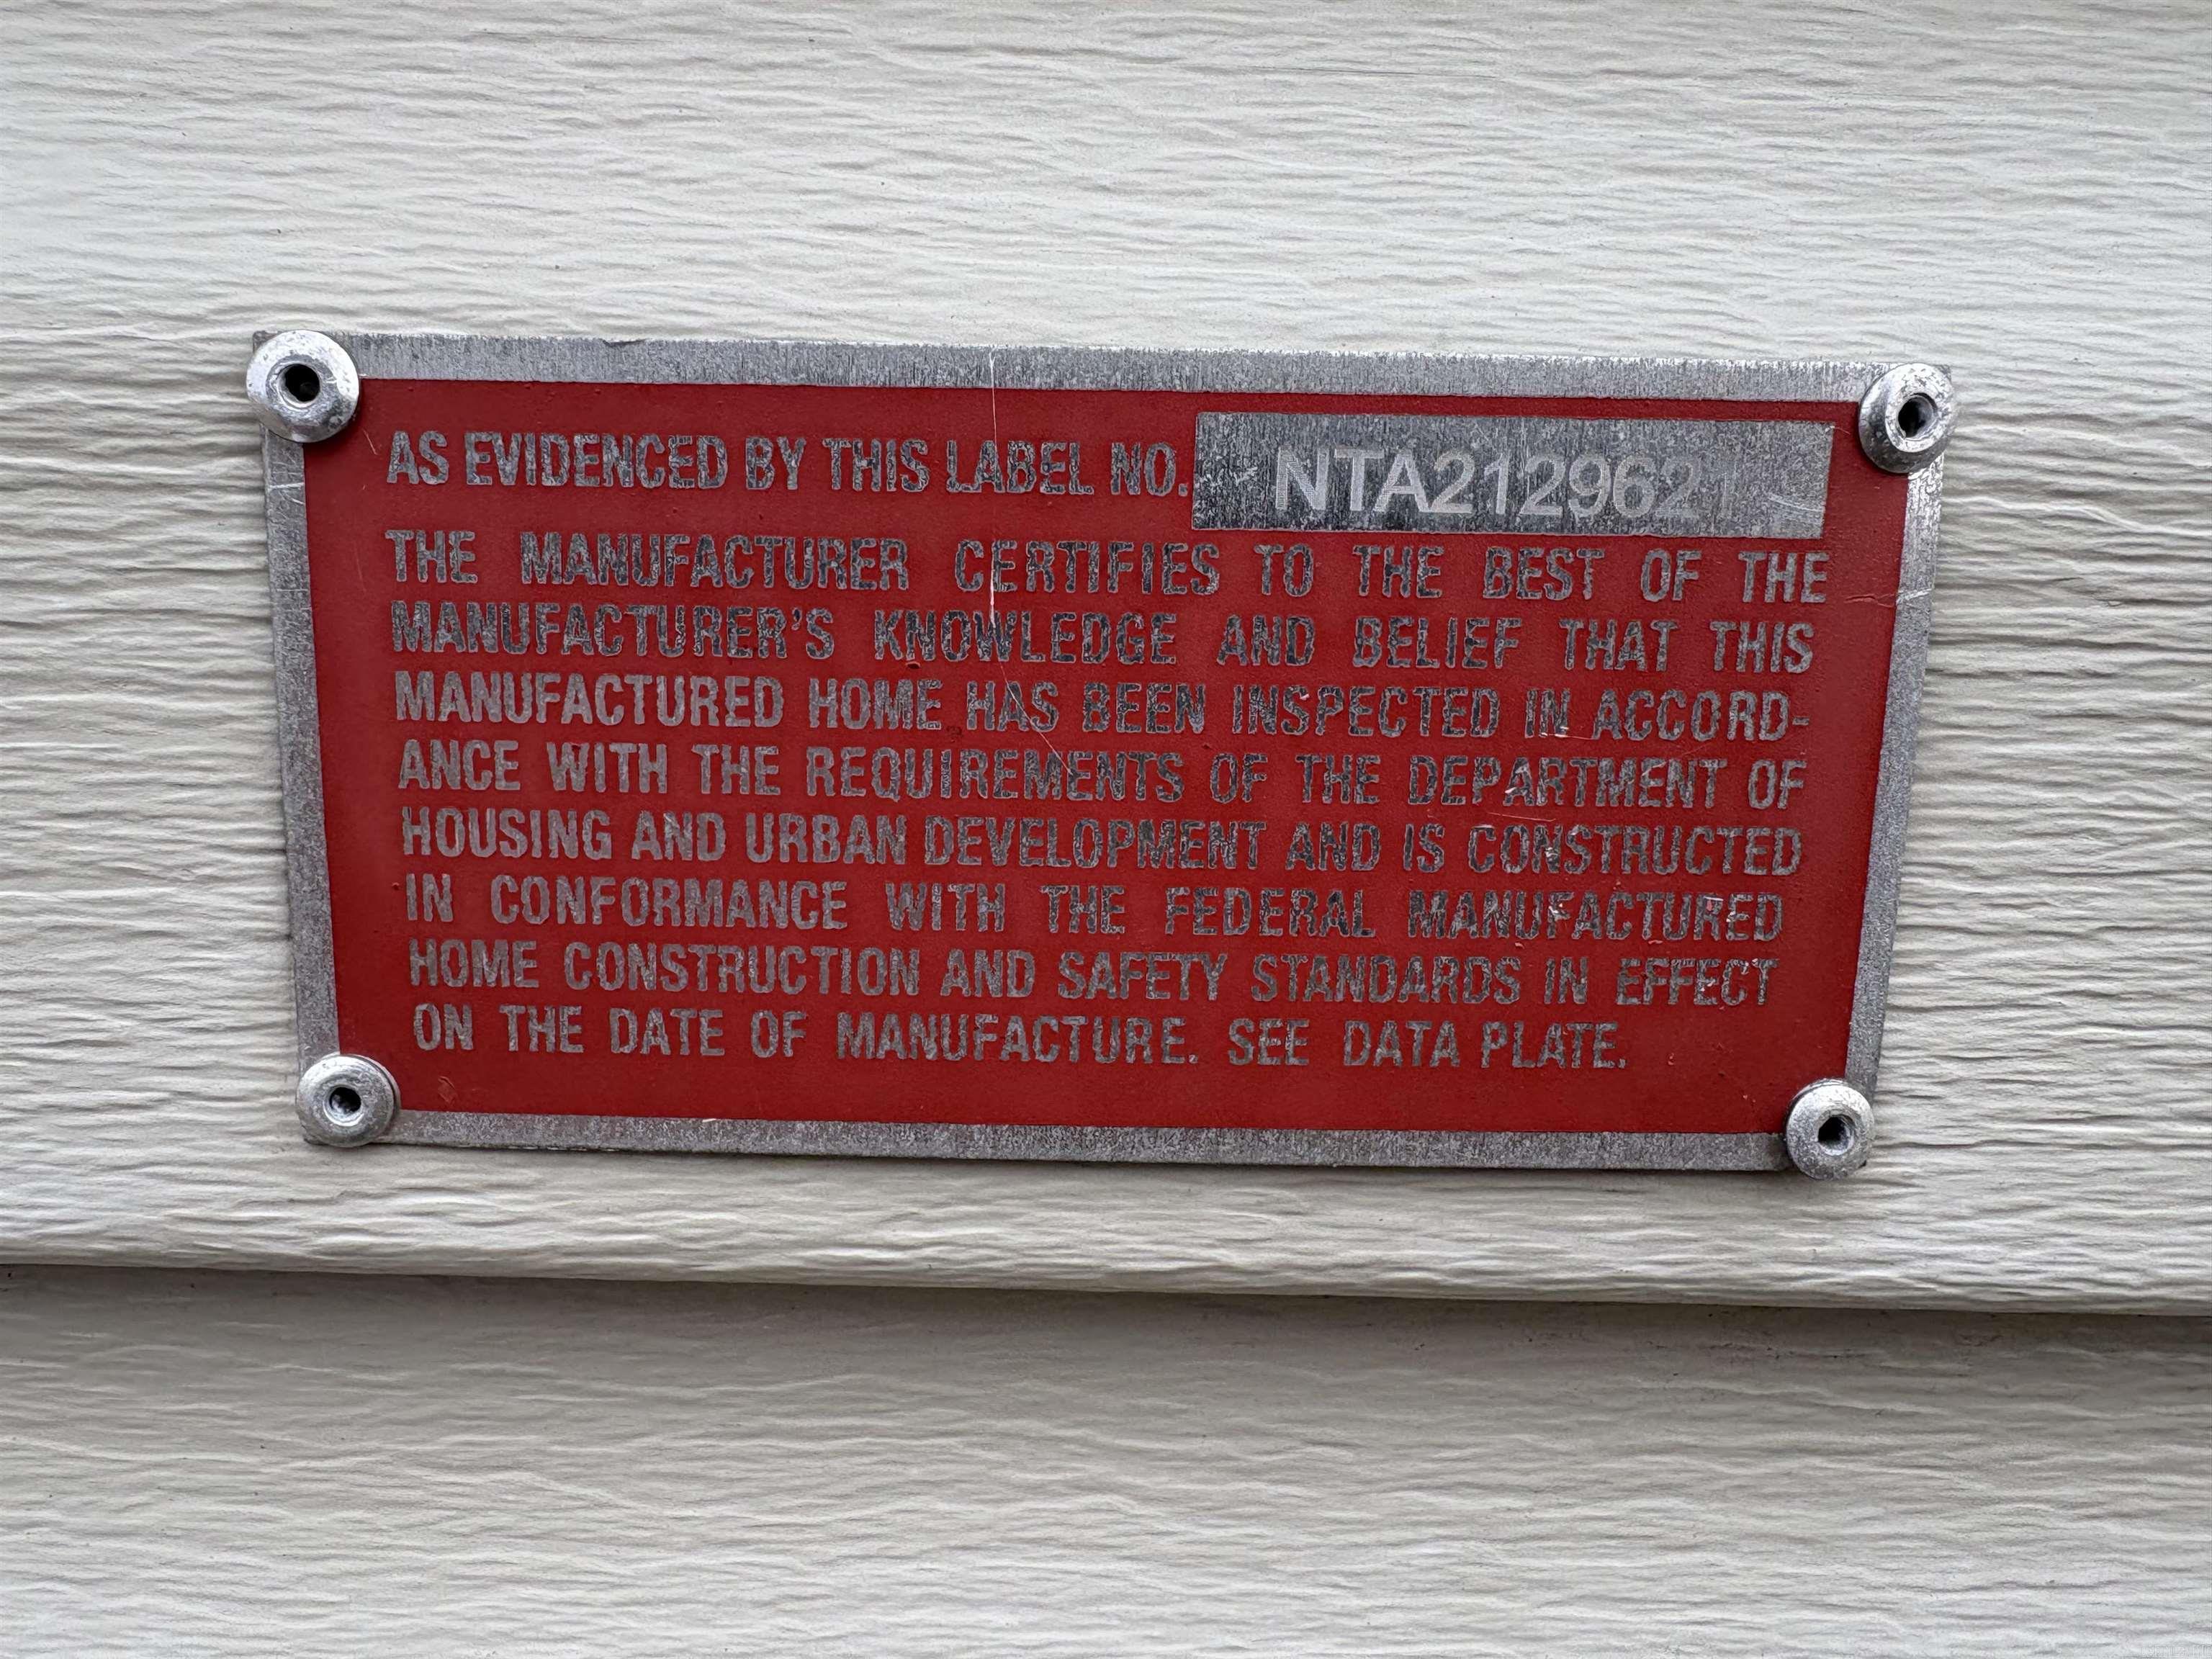 AS EVIDENCED BY THIS LABEL NO. NTA2129621
THE MANUFACTURER CERTIFIES TO THE BEST OF THE
MANUFACTURER'S KNOWLEDGE AND BELIEF THAT THIS
MANUFACTURED HOME HAS BEEN INSPECTED IN ACCORD-
ANCE WITH THE REQUIREMENTS OF THE DEPARTMENT OF
HOUSING AND URBAN DEVELOPMENT AND IS CONSTRUCTED
IN CONFORMANCE WITH THE FEDERAL MANUFACTURED
HOME CONSTRUCTION AND SAFETY STANDARDS IN EFFECT
ON THE DATE OF MANUFACTURE. SEE DATA PLATE.